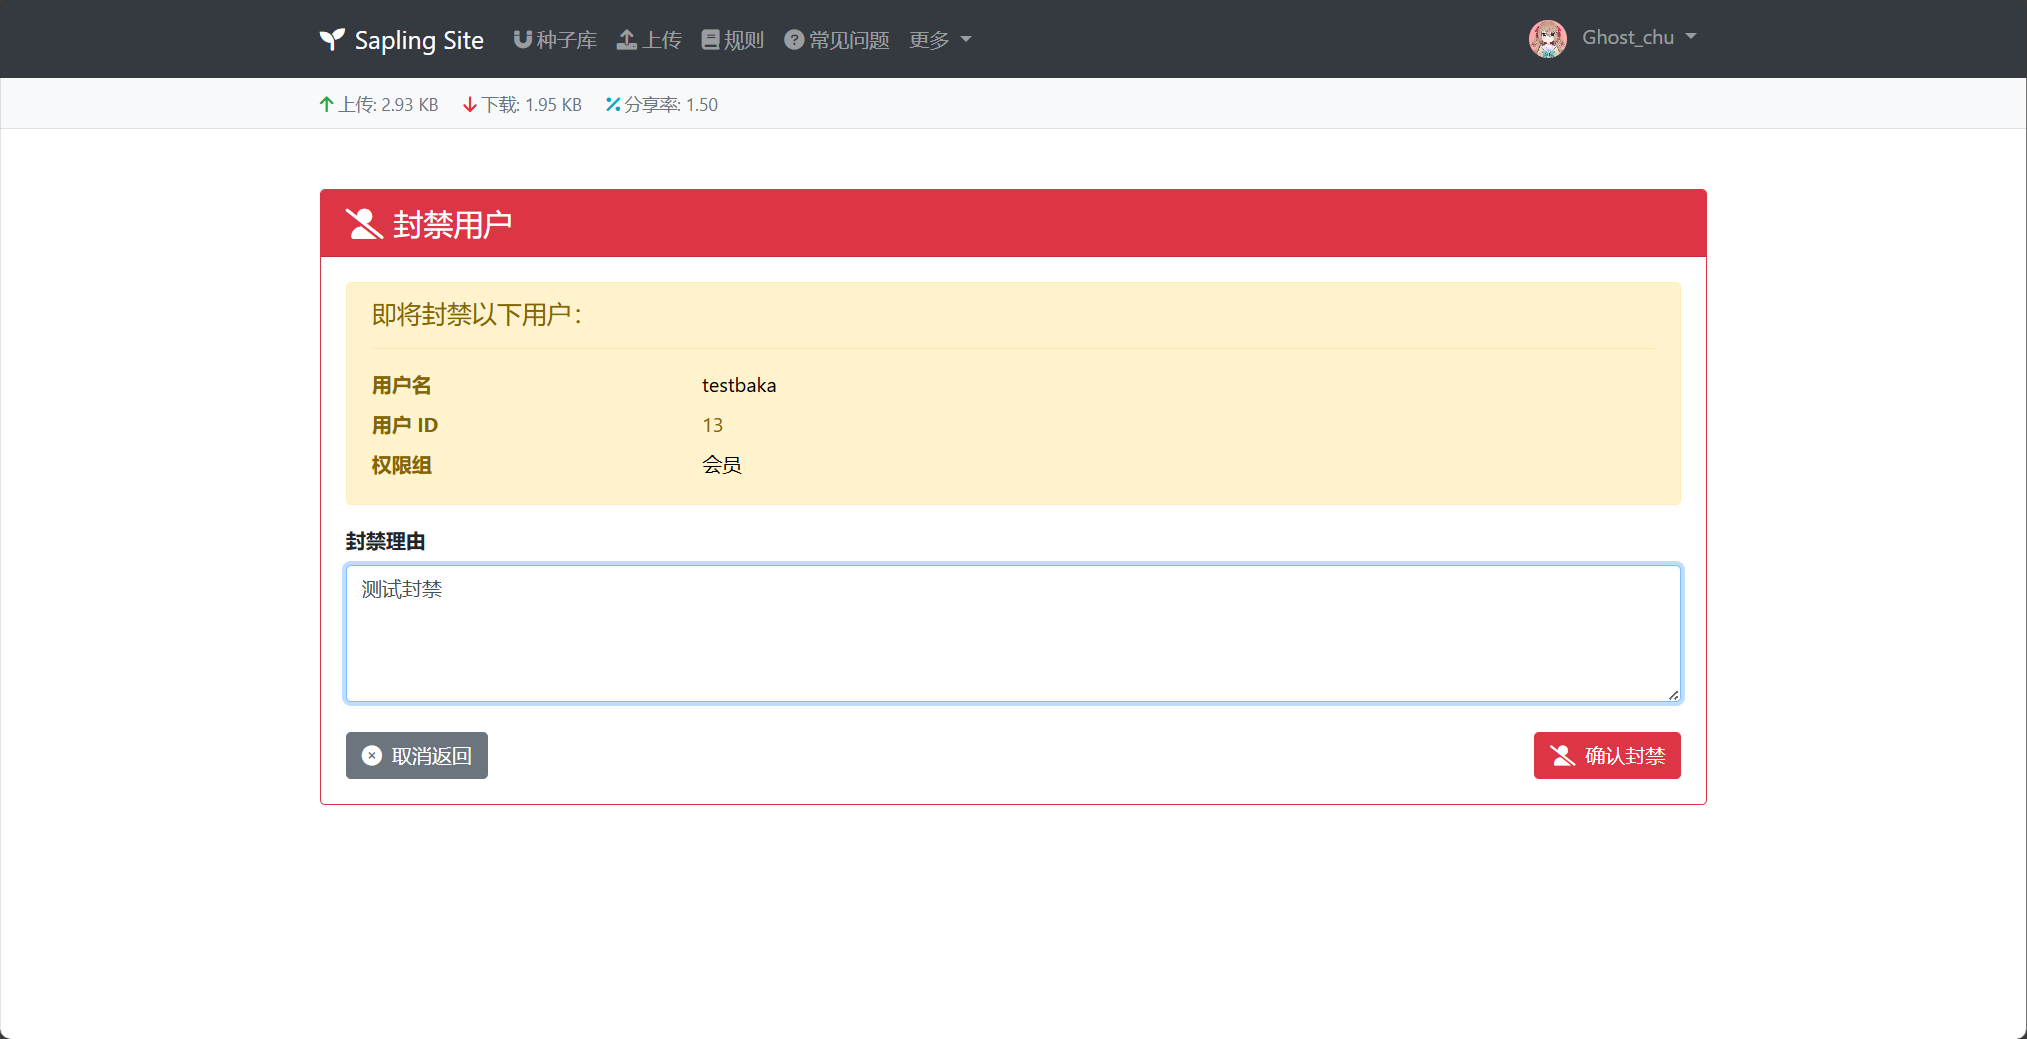 Sapling Site 种子库 上传 规则 常见问题 更多 Ghost_chu
上传: 2.93 KB 下载: 1.95 KB 分享率: 1.50
封禁用户
即将封禁以下用户：
用户名 testbaka
用户 ID 13
权限组 会员
封禁理由
测试封禁
取消返回 确认封禁